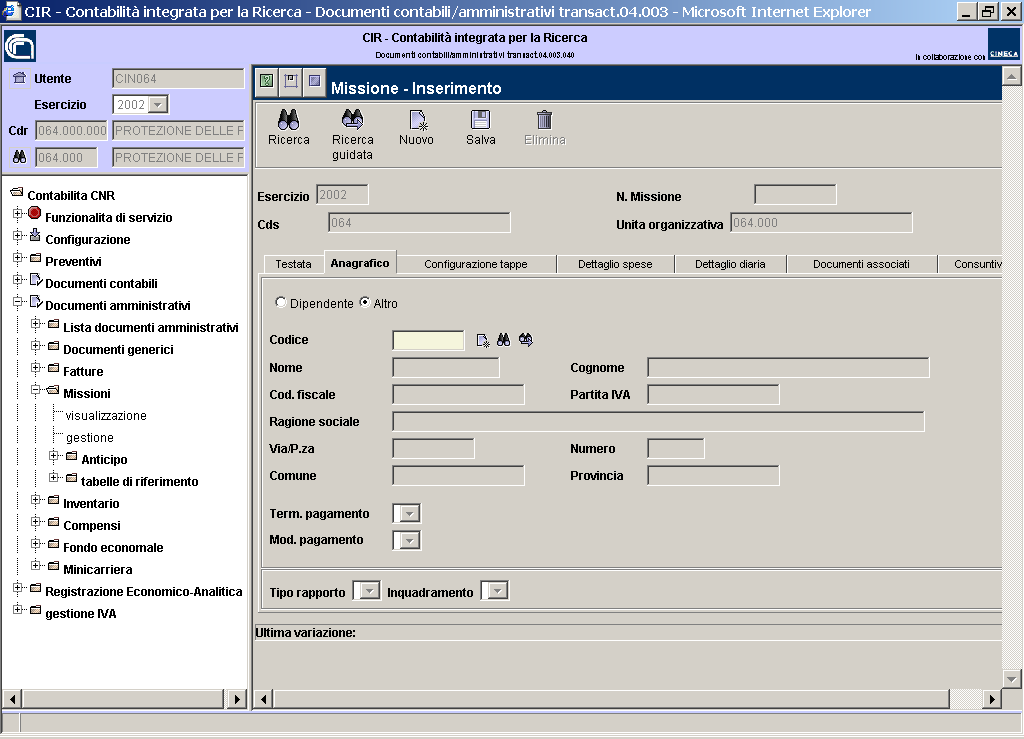 CIR - Contabilità integrata per la Ricerca - Documenti contabili/amministrativi transact.04.003 - Microsoft Internet Explorer
CIR - Contabilità integrata per la Ricerca
Documenti contabili/amministrativi transact.04.003.040
In collaborazione con CINECA
Utente CIN064
Esercizio 2002
Cdr 064.000.000 PROTEZIONE DELLE F
064.000 PROTEZIONE DELLE F
Contabilita CNR
Funzionalita di servizio
Configurazione
Preventivi
Documenti contabili
Documenti amministrativi
Lista documenti amministrativi
Documenti generici
Fatture
Missioni
visualizzazione
gestione
Anticipo
tabelle di riferimento
Inventario
Compensi
Fondo economale
Minicarriera
Registrazione Economico-Analitica
gestione IVA
Missione - Inserimento
Ricerca
Ricerca guidata
Nuovo
Salva
Elimina
Esercizio 2002 N. Missione
Cds 064 Unita organizzativa 064.000
Testata Anagrafico Configurazione tappe Dettaglio spese Dettaglio diaria Documenti associati Consuntiv
Dipendente Altro
Codice
Nome Cognome
Cod. fiscale Partita IVA
Ragione sociale
Via/P.za Numero
Comune Provincia
Term. pagamento
Mod. pagamento
Tipo rapporto Inquadramento
Ultima variazione: